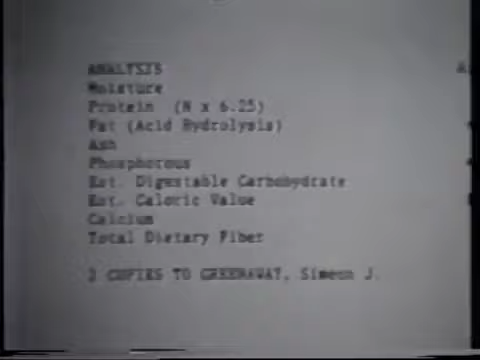 ANALYSIS
Moisture
Protein (N x 6.25)
Fat (Acid Hydrolysis)
Ash
Phosphorous
Est. Digestable Carbohydrate
Est. Caloric Value
Calcium
Total Dietary Fiber
3 COPIES TO GREENAWAY, Simeon J.